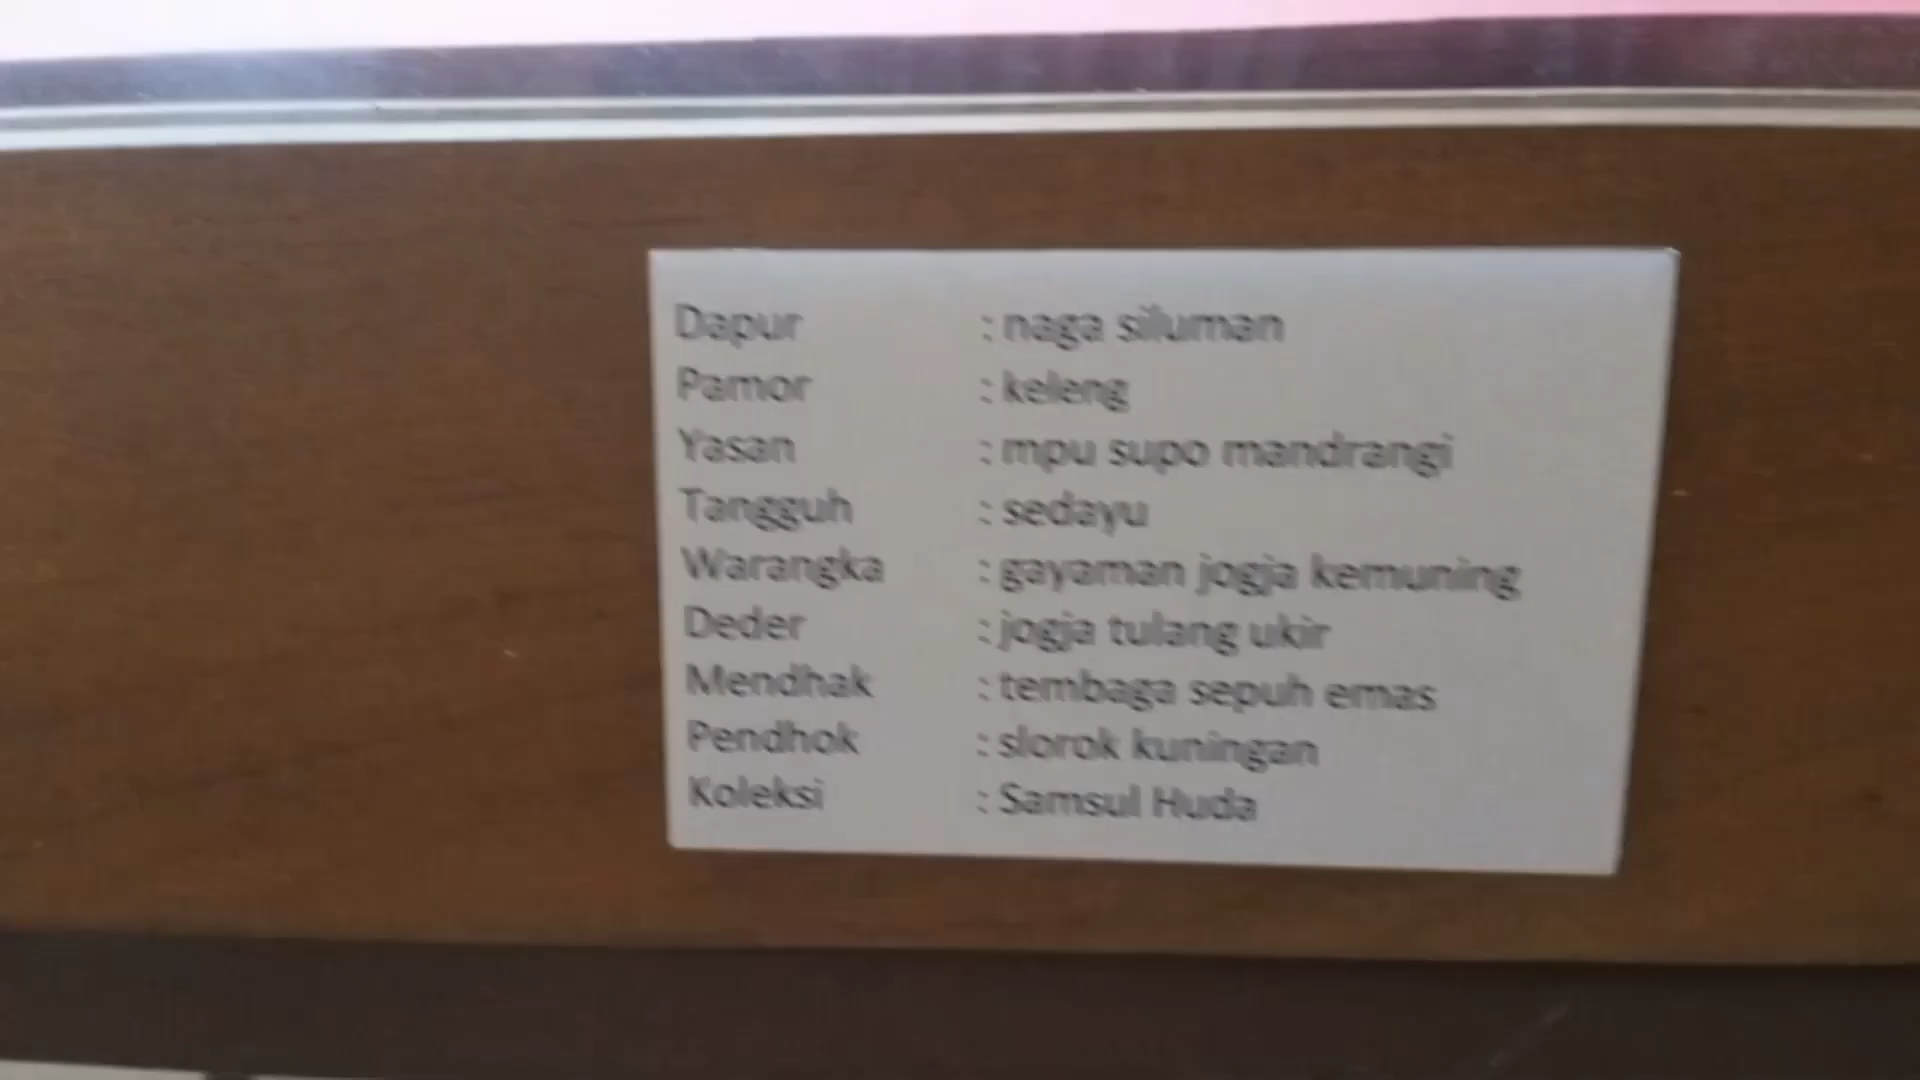 Dapur : naga siluman
Pamor : keleng
Yasan : mpu supo mandrangi
Tangguh : sedayu
Warangka : gayaman jogja kemuning
Deder : jogja tulang ukir
Mendhak : tembaga sepuh emas
Pendhok : slorok kuningan
Koleksi : Samsul Huda